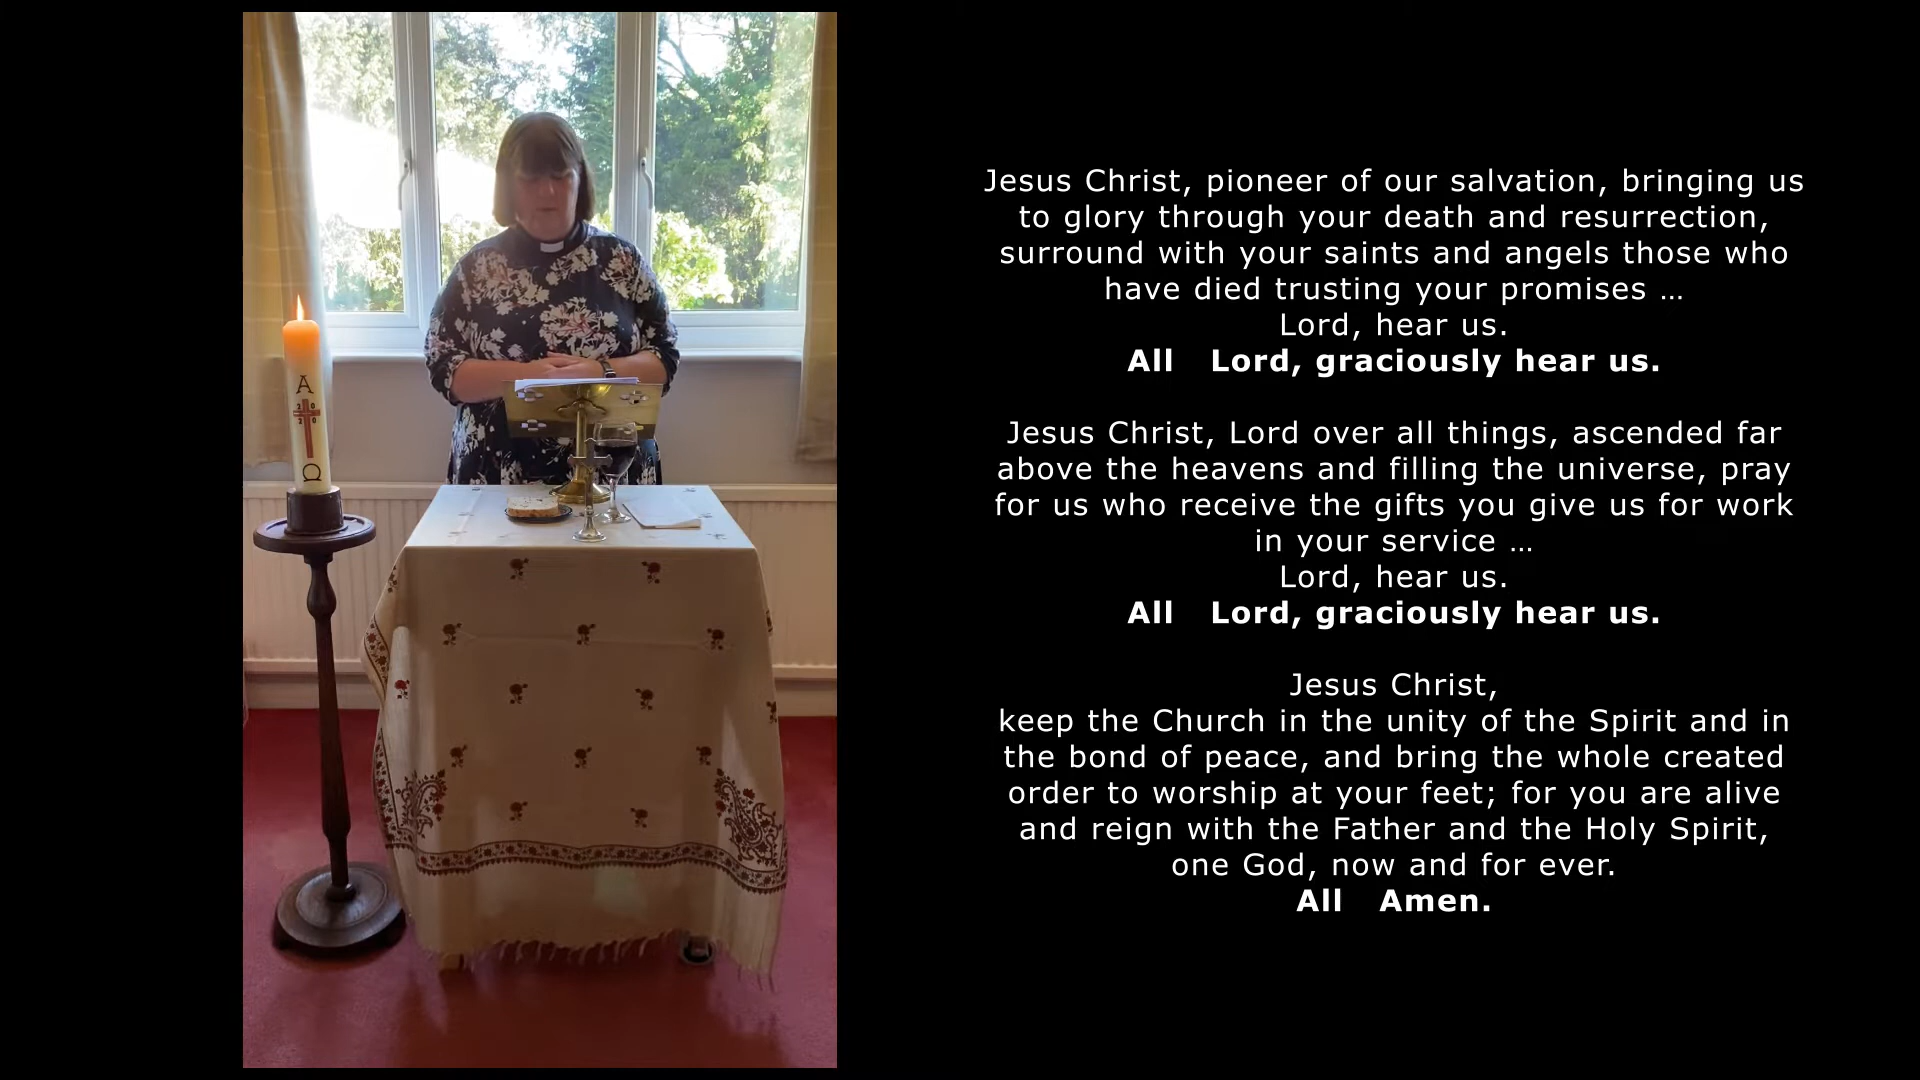 Α
2 0
2 0
Ω
Jesus Christ, pioneer of our salvation, bringing us
to glory through your death and resurrection,
surround with your saints and angels those who
have died trusting your promises …
Lord, hear us.
All Lord, graciously hear us.
Jesus Christ, Lord over all things, ascended far
above the heavens and filling the universe, pray
for us who receive the gifts you give us for work
in your service …
Lord, hear us.
All Lord, graciously hear us.
Jesus Christ,
keep the Church in the unity of the Spirit and in
the bond of peace, and bring the whole created
order to worship at your feet; for you are alive
and reign with the Father and the Holy Spirit,
one God, now and for ever.
All Amen.